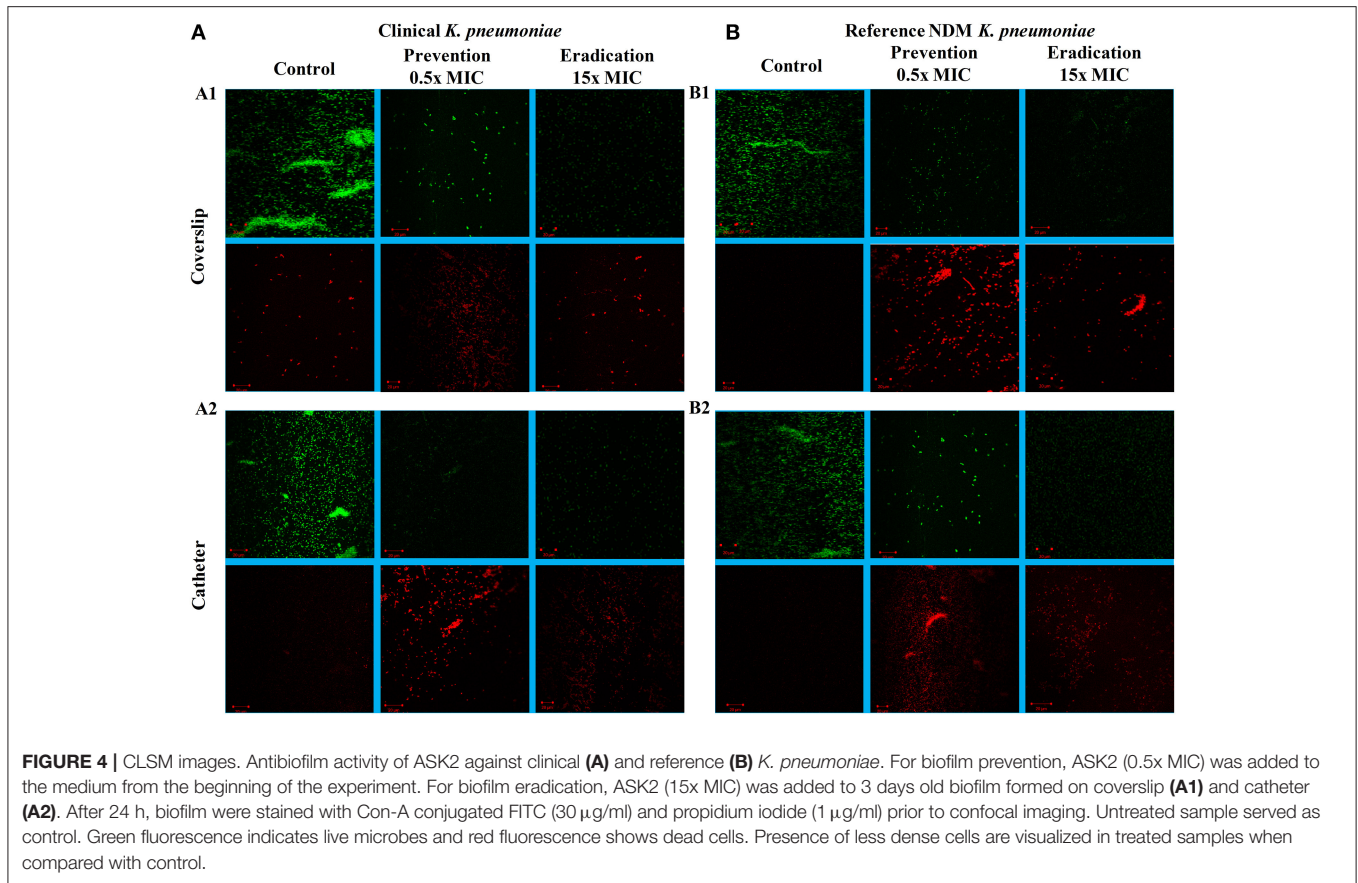 A
Clinical K. pneumoniae
Control
Prevention
0.5x MIC
Eradication
15x MIC
B
Reference NDM K. pneumoniae
Control
Prevention
0.5x MIC
Eradication
15x MIC
A1
B1
Coverslip
A2
B2
Catheter
FIGURE 4 | CLSM images. Antibiofilm activity of ASK2 against clinical (A) and reference (B) K. pneumoniae. For biofilm prevention, ASK2 (0.5x MIC) was added to
the medium from the beginning of the experiment. For biofilm eradication, ASK2 (15x MIC) was added to 3 days old biofilm formed on coverslip (A1) and catheter
(A2). After 24 h, biofilm were stained with Con-A conjugated FITC (30 μg/ml) and propidium iodide (1 μg/ml) prior to confocal imaging. Untreated sample served as
control. Green fluorescence indicates live microbes and red fluorescence shows dead cells. Presence of less dense cells are visualized in treated samples when
compared with control.